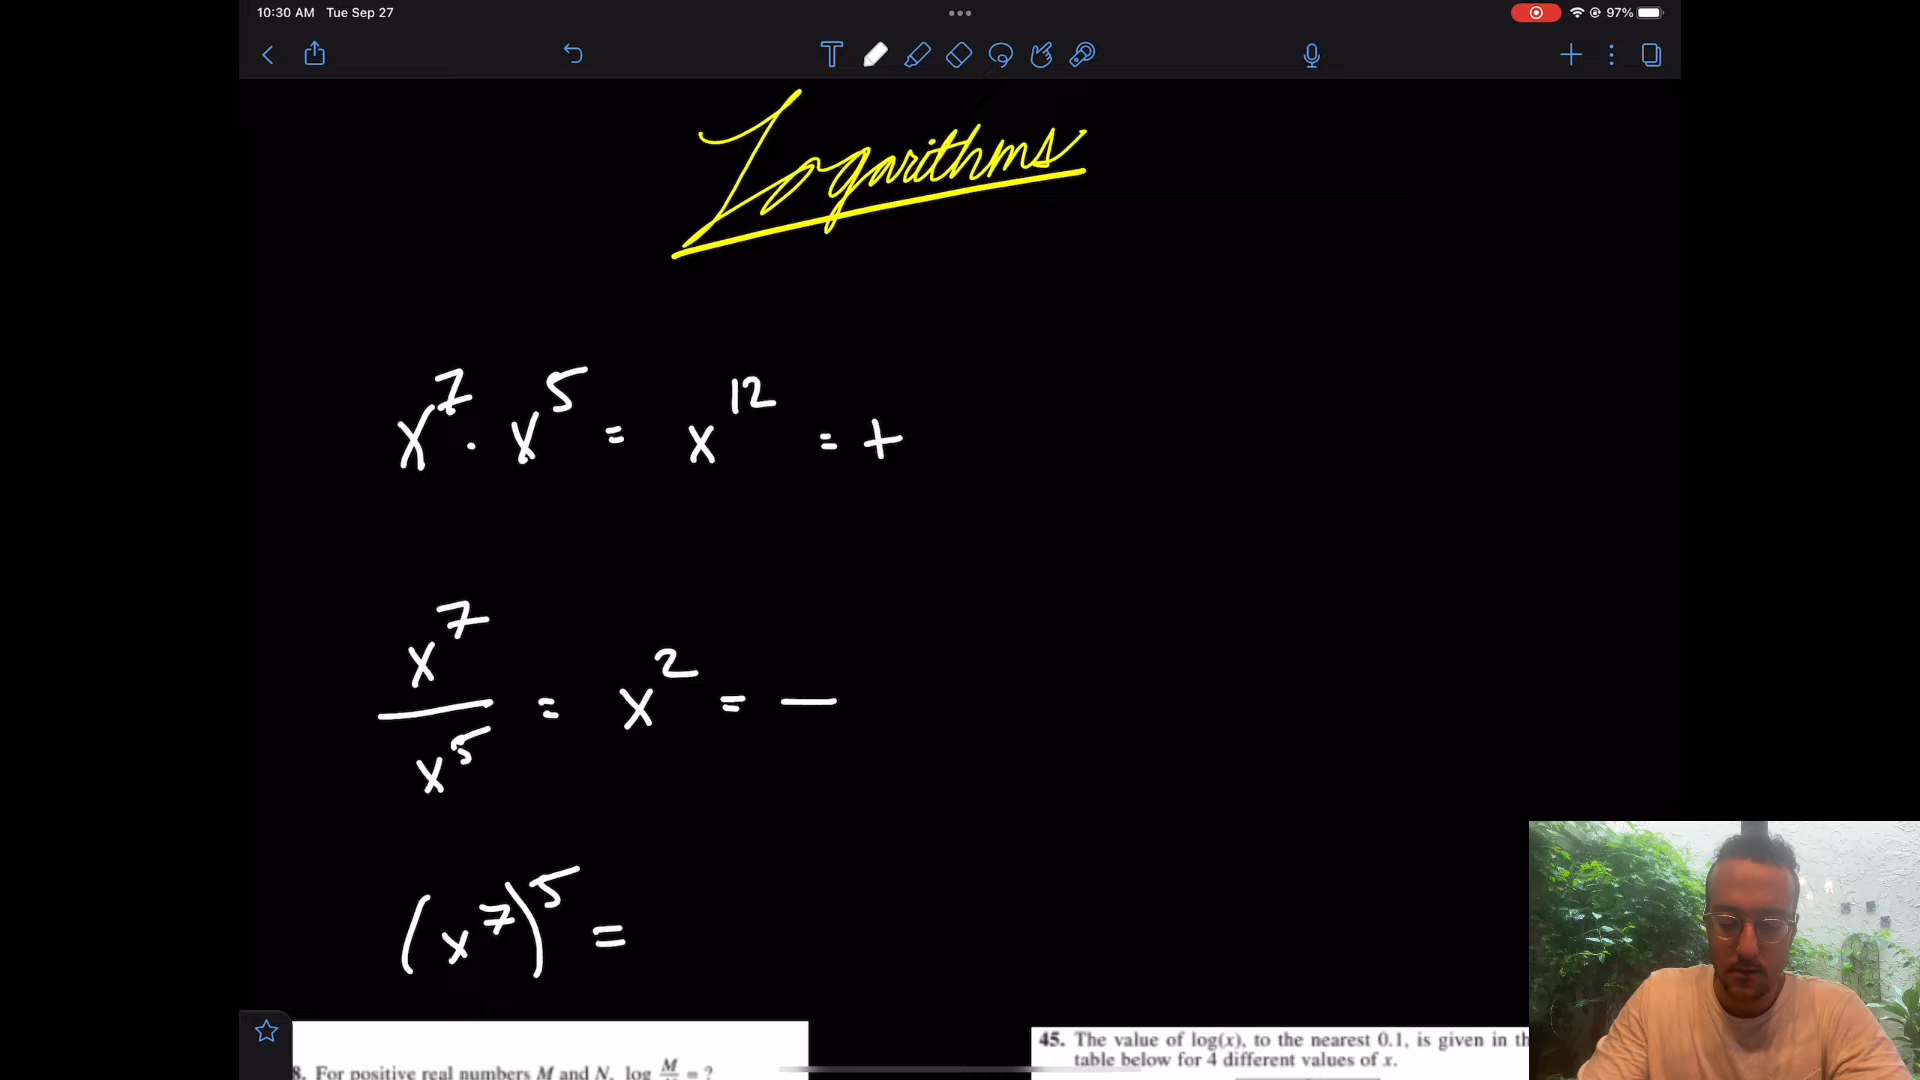 10:30 AM Tue Sep 27
97%
Logarithms
x^7 · x^5 = x^12 = +
x^7 / x^5 = x^2 = —
(x^7)^5 =
8. For positive real numbers M and N, log M = ?
45. The value of log(x), to the nearest 0.1, is given in
table below for 4 different values of x.